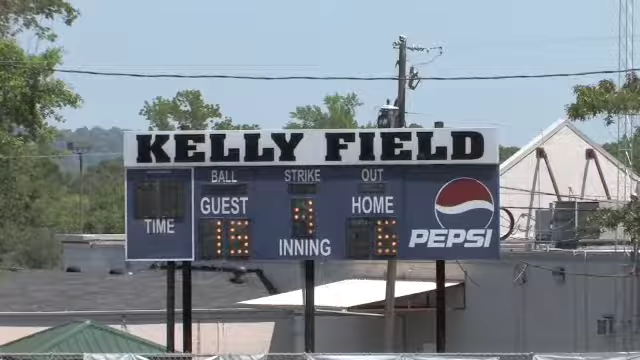 KELLY FIELD
BALL STRIKE OUT
GUEST HOME
TIME
INNING
PEPSI